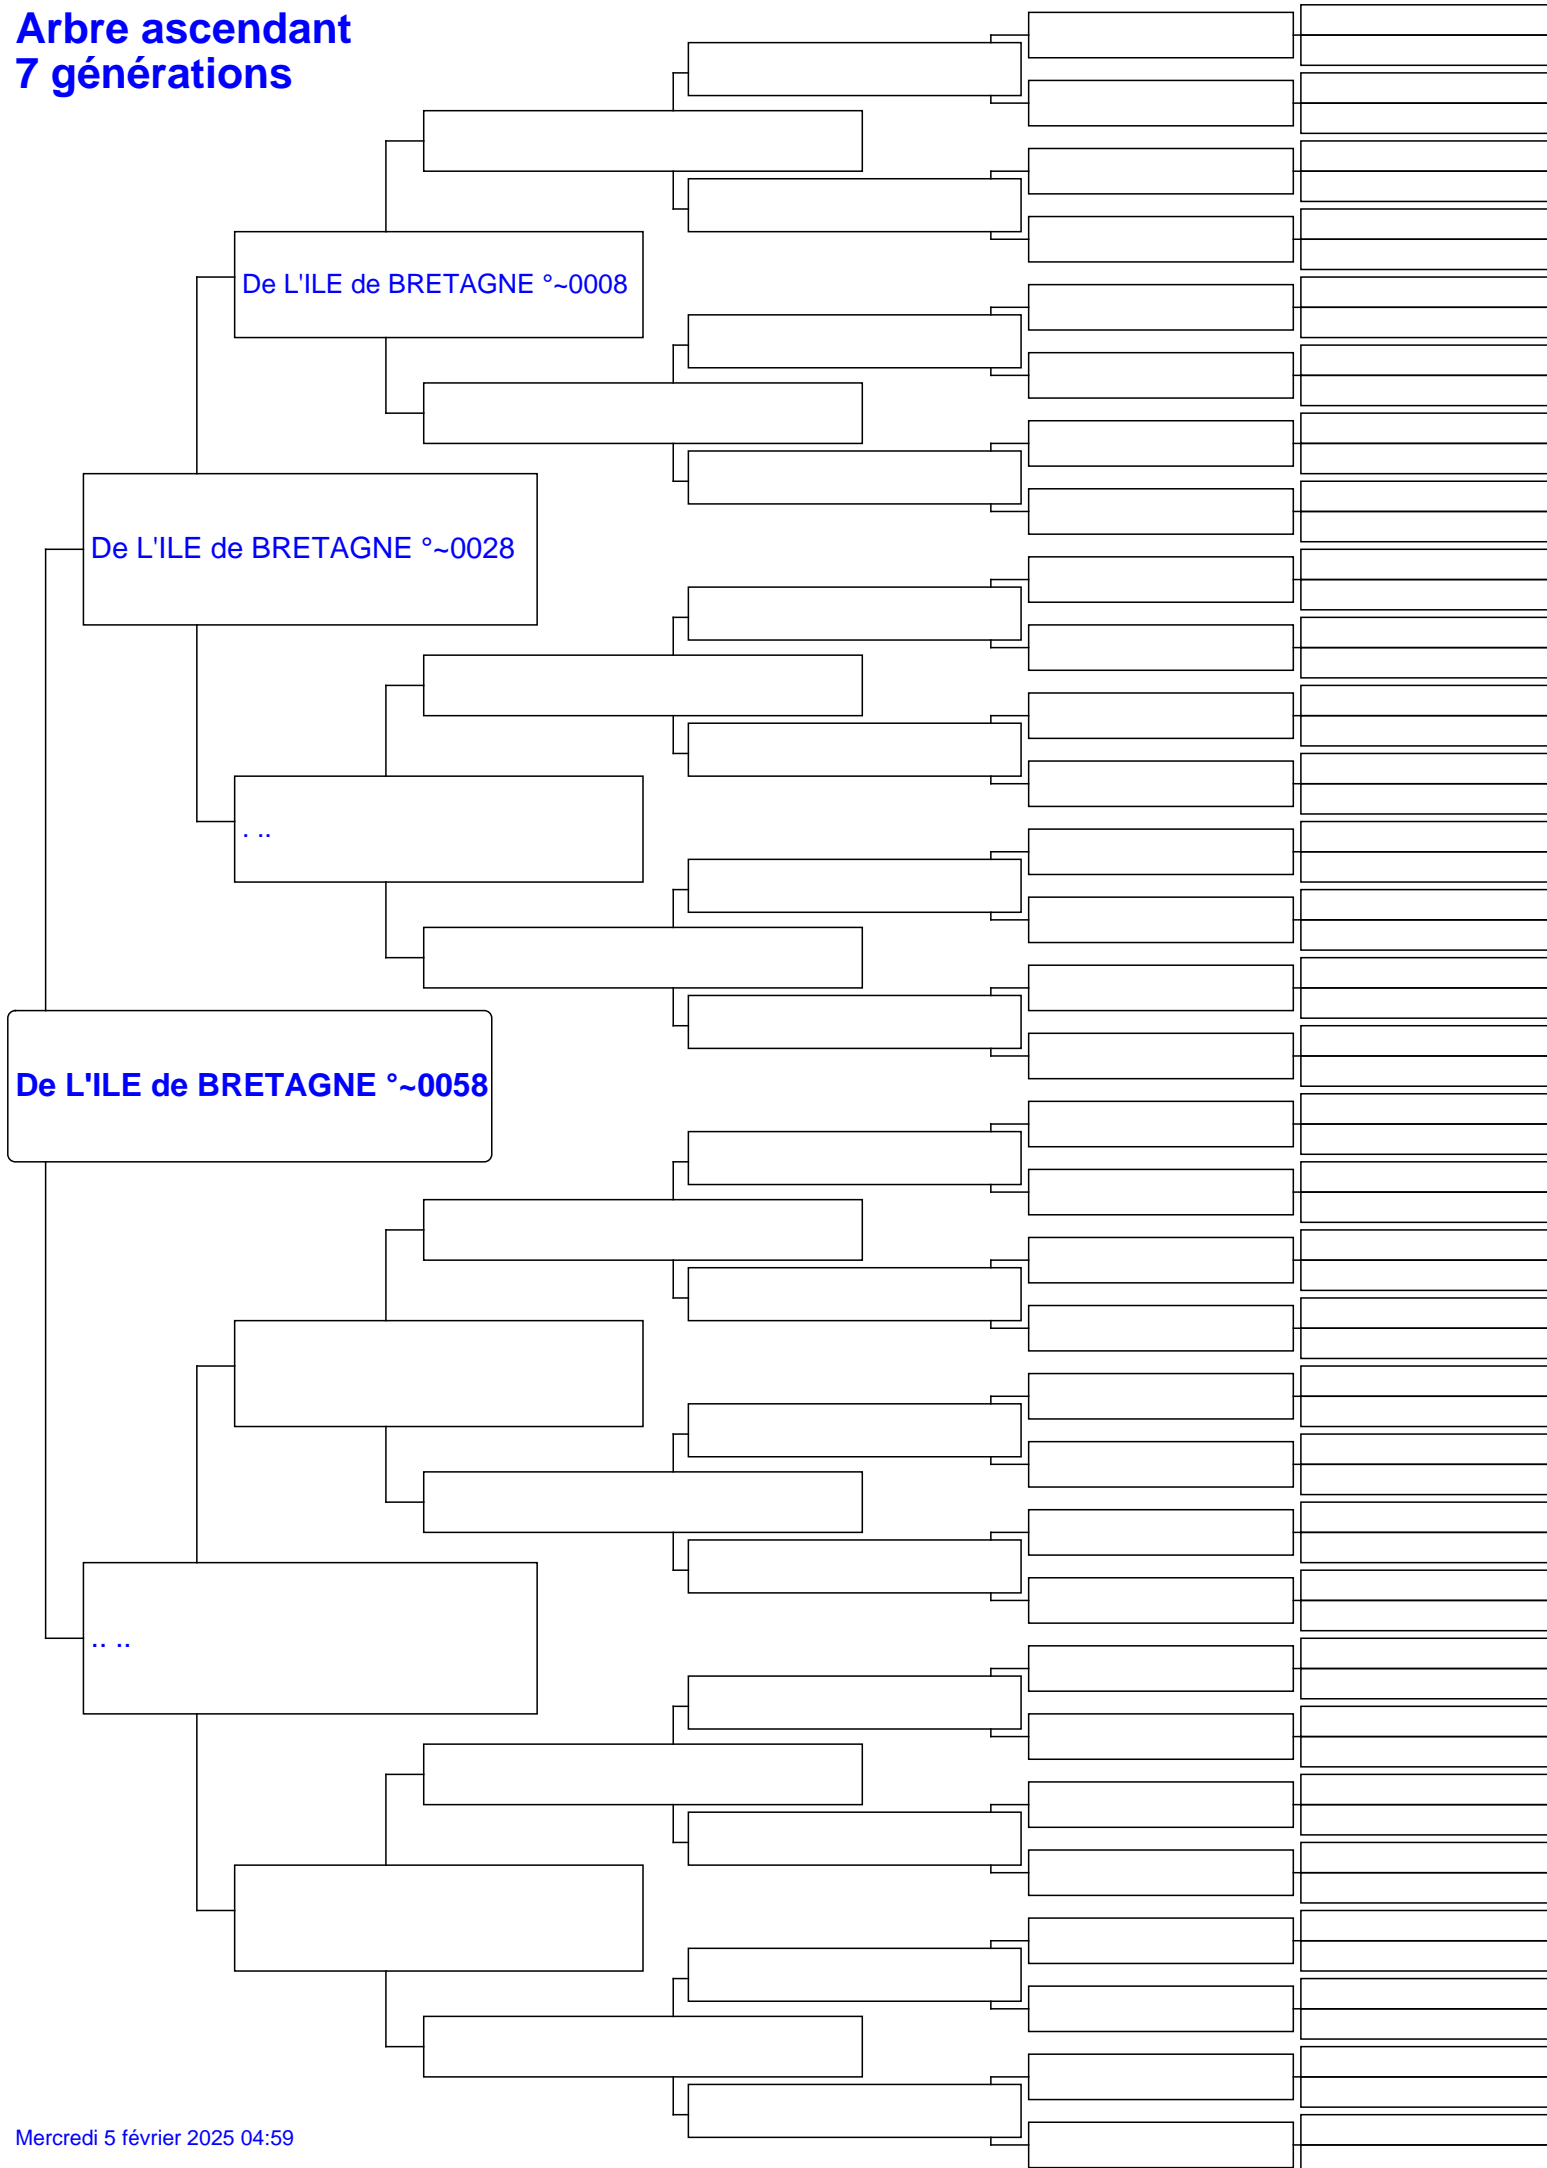 Arbre ascendant
7 générations
De L'ILE de BRETAGNE °~0008
De L'ILE de BRETAGNE °~0028
. ..
De L'ILE de BRETAGNE °~0058
.. ..
Mercredi 5 février 2025 04:59